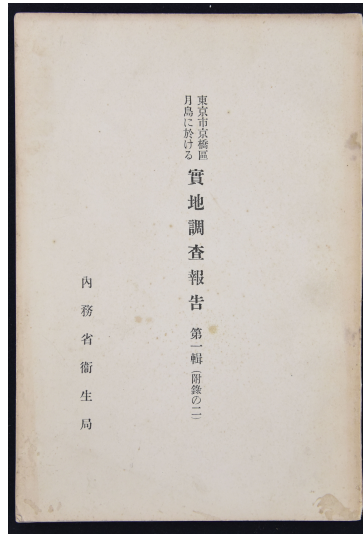 東京市京橋區
月島に於ける
實地調査報告 第一輯(附錄の二)
內務省衞生局